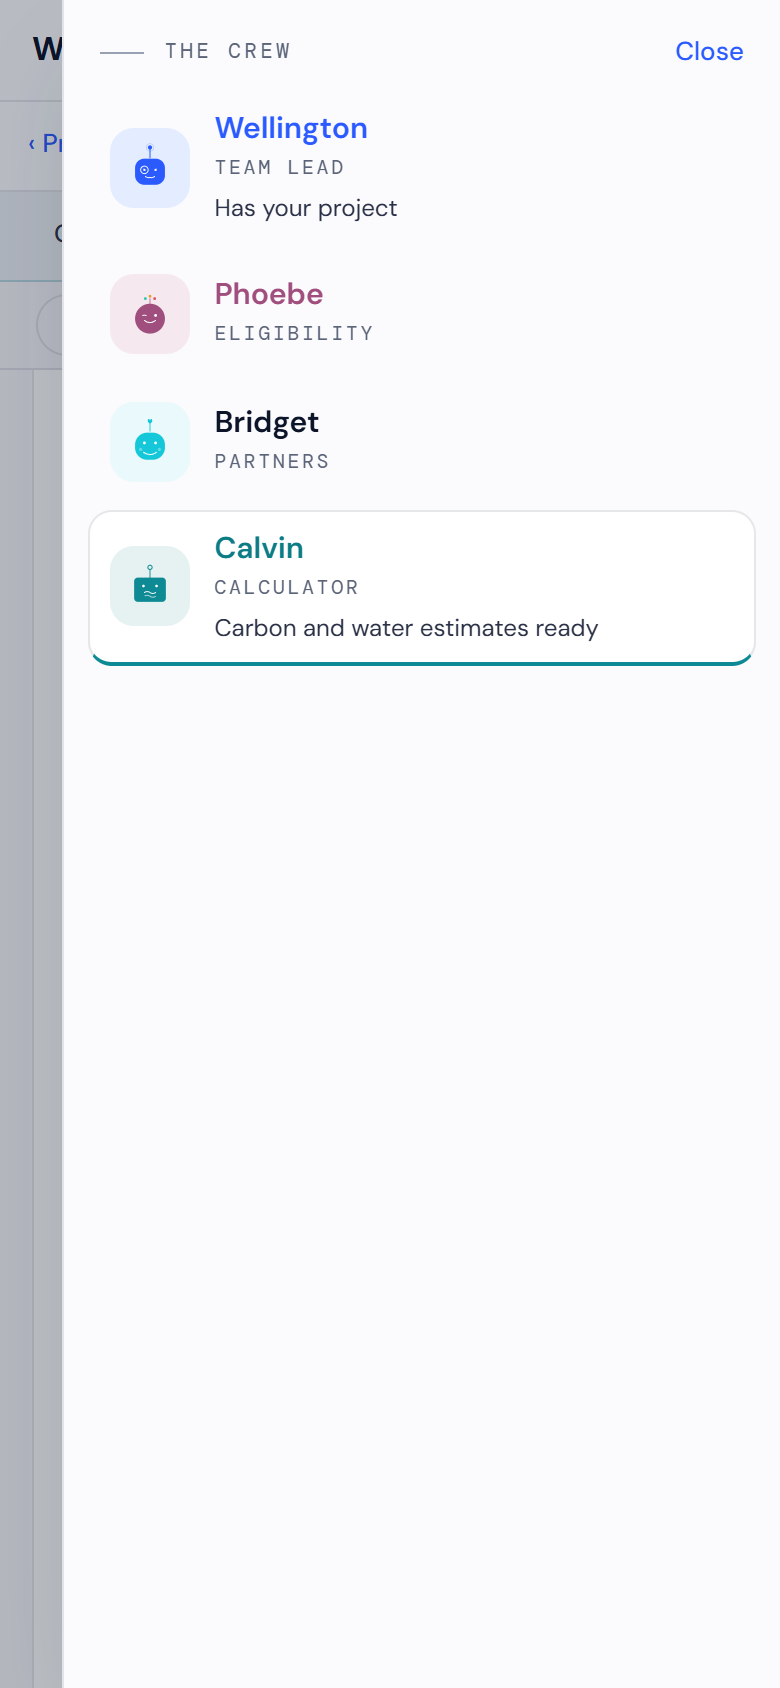 THE CREW
Close
Wellington
TEAM LEAD
Has your project
Phoebe
ELIGIBILITY
Bridget
PARTNERS
Calvin
CALCULATOR
Carbon and water estimates ready